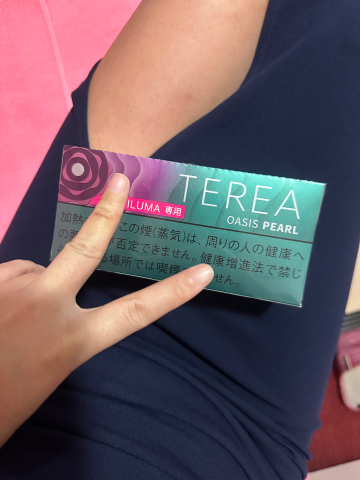 TEREA
ILUMA 専用
OASIS PEARL
加熱 この煙(蒸気)は、周りの人の健康へ
の 否定できません。健康増進法で禁じ
場所では喫煙 せん。